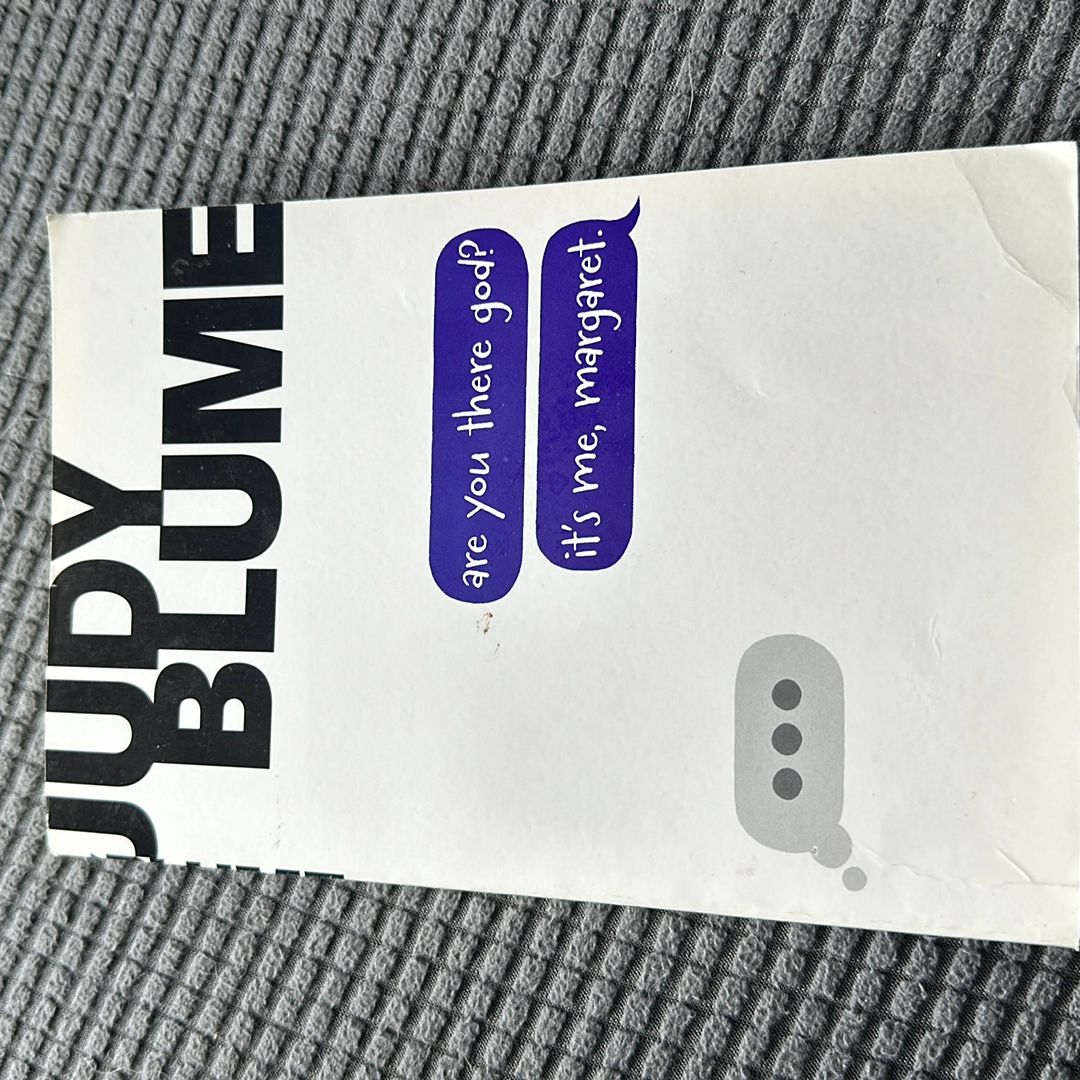 JUDY
BLUME
are you there god?
it's me, margaret.